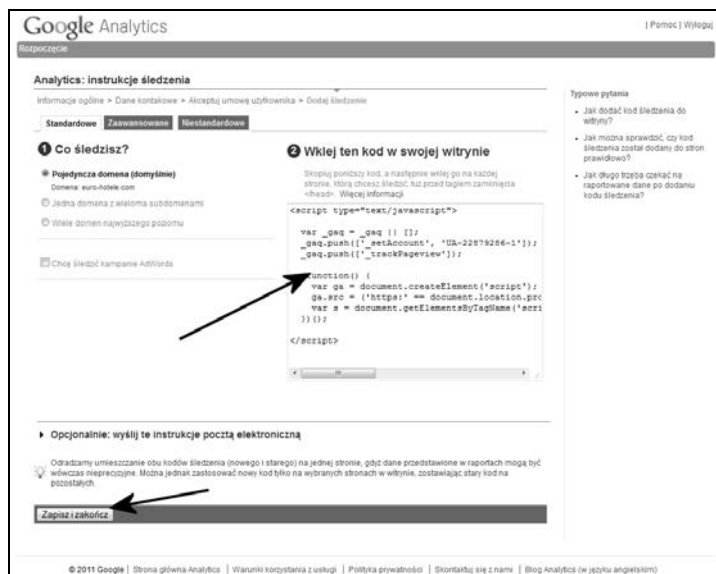 Google Analytics
| Pomoc | Wyloguj
Rozpoczęcie
Analytics: instrukcje śledzenia
Informacje ogólne > Dane kontakowe > Akceptuj umowę użytkownika > Dodaj śledzenie
Standardowe Zaawansowane Niestandardowe
1 Co śledzisz?
Pojedyncza domena (domyślnie)
Domena: euro-hotele.com
Jedna domena z wieloma subdomenami
Wiele domen najwyższego poziomu
Chcę śledzić kampanie AdWords
2 Wklej ten kod w swojej witrynie
Skopiuj poniższy kod, a następnie wklej go na każdej
stronie, którą chcesz śledzić, tuż przed tagiem zamknięcia
</head>. Więcej informacji
<script type="text/javascript">
var _gaq = _gaq || [];
_gaq.push(['_setAccount', 'UA-22879286-1']);
_gaq.push(['_trackPageview']);
function() {
var ga = document.createElement('script');
ga.src = ('https:' == document.location.pro
var s = document.getElementsByTagName('scri
})();
</script>
Typowe pytania
Jak dodać kod śledzenia do
witryny?
Jak można sprawdzić, czy kod
śledzenia został dodany do stron
prawidłowo?
Jak długo trzeba czekać na
raportowane dane po dodaniu
kodu śledzenia?
Opcjonalnie: wyślij te instrukcje pocztą elektroniczną
Odradzamy umieszczanie obu kodów śledzenia (nowego i starego) na jednej stronie, gdyż dane przedstawione w raportach mogą być
wówczas nieprecyzyjne. Można jednak zastosować nowy kod tylko na wybranych stronach w witrynie, zostawiając stary kod na
pozostałych.
Zapisz i zakończ
© 2011 Google | Strona główna Analytics | Warunki korzystania z usługi | Polityka prywatności | Skontaktuj się z nami | Blog Analytics (w języku angielskim)